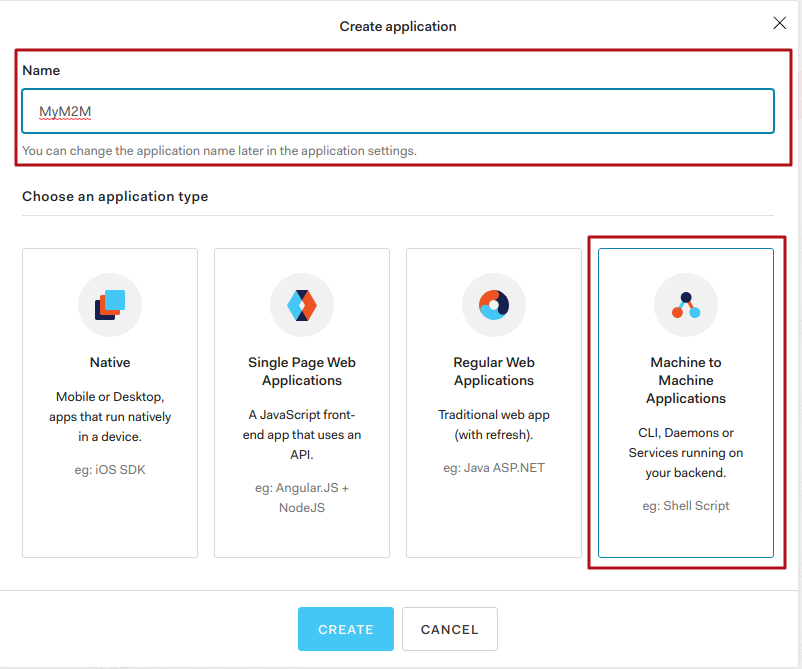 Create application
Name
MyM2M
You can change the application name later in the application settings.
Choose an application type
Native
Mobile or Desktop,
apps that run natively
in a device.
eg: iOS SDK
Single Page Web
Applications
A JavaScript front-
end app that uses an
API.
eg: Angular.JS +
NodeJS
Regular Web
Applications
Traditional web app
(with refresh).
eg: Java ASP.NET
Machine to
Machine
Applications
CLI, Daemons or
Services running on
your backend.
eg: Shell Script
CREATE
CANCEL